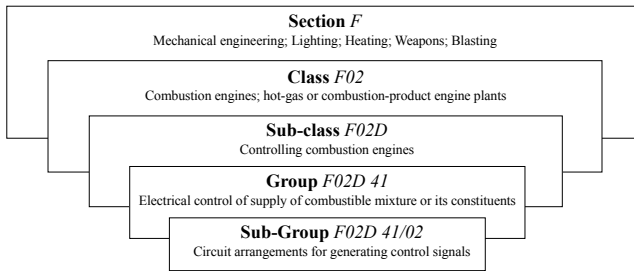 Section F
Mechanical engineering; Lighting; Heating; Weapons; Blasting
Class F02
Combustion engines; hot-gas or combustion-product engine plants
Sub-class F02D
Controlling combustion engines
Group F02D 41
Electrical control of supply of combustible mixture or its constituents
Sub-Group F02D 41/02
Circuit arrangements for generating control signals